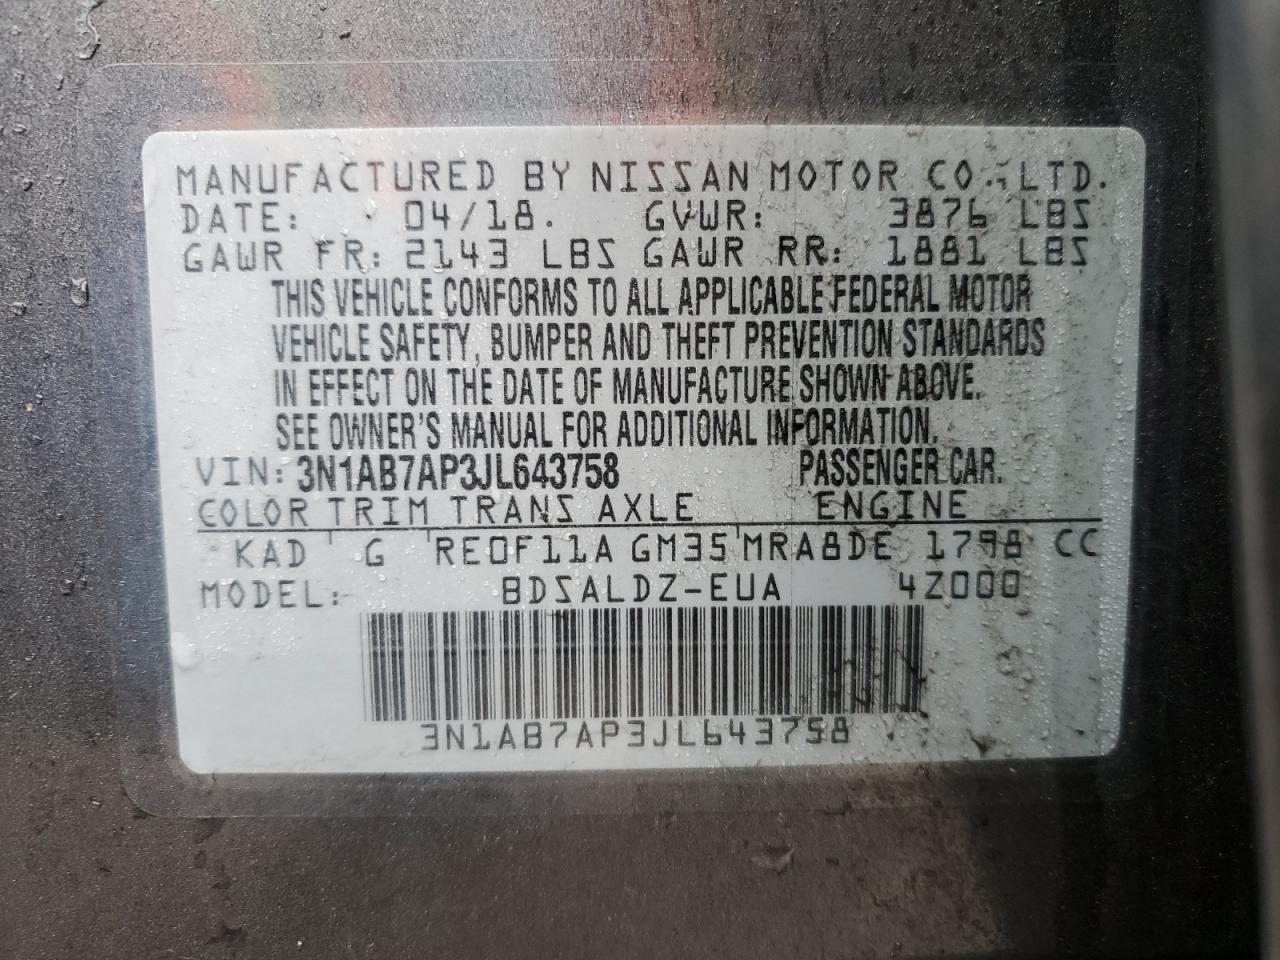 MANUFACTURED BY NISSAN MOTOR CO., LTD.
DATE: 04/18. GVWR: 3876 LBS
GAWR FR: 2143 LBS GAWR RR: 1881 LBS
THIS VEHICLE CONFORMS TO ALL APPLICABLE FEDERAL MOTOR
VEHICLE SAFETY, BUMPER AND THEFT PREVENTION STANDARDS
IN EFFECT ON THE DATE OF MANUFACTURE SHOWN ABOVE.
SEE OWNER'S MANUAL FOR ADDITIONAL INFORMATION.
VIN: 3N1AB7AP3JL643758 PASSENGER CAR.
COLOR TRIM TRANS AXLE ENGINE
KAD G RE0F11A GM35 MRA8DE 1798 CC
MODEL: BDSALDZ-EUA 4Z000
3N1AB7AP3JL643758